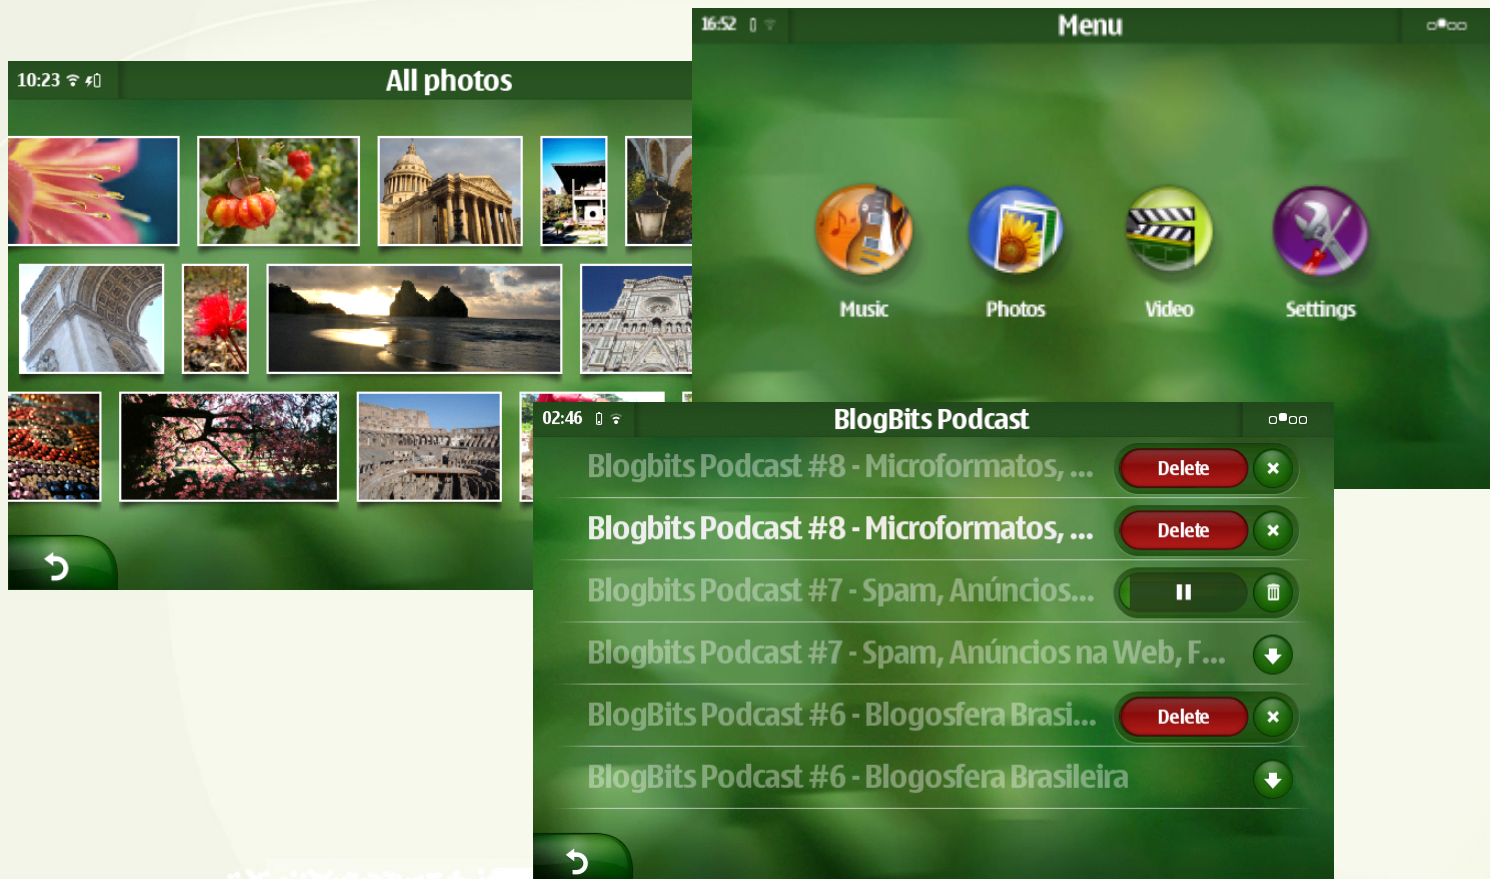 16:52
Menu
Music
Photos
Video
Settings
10:23
All photos
02:46
BlogBits Podcast
Blogbits Podcast #8 - Microformatos, ...
Delete
Blogbits Podcast #8 - Microformatos, ...
Delete
Blogbits Podcast #7 - Spam, Anúncios...
Blogbits Podcast #7 - Spam, Anúncios na Web, F...
BlogBits Podcast #6 - Blogosfera Brasi...
Delete
BlogBits Podcast #6 - Blogosfera Brasileira